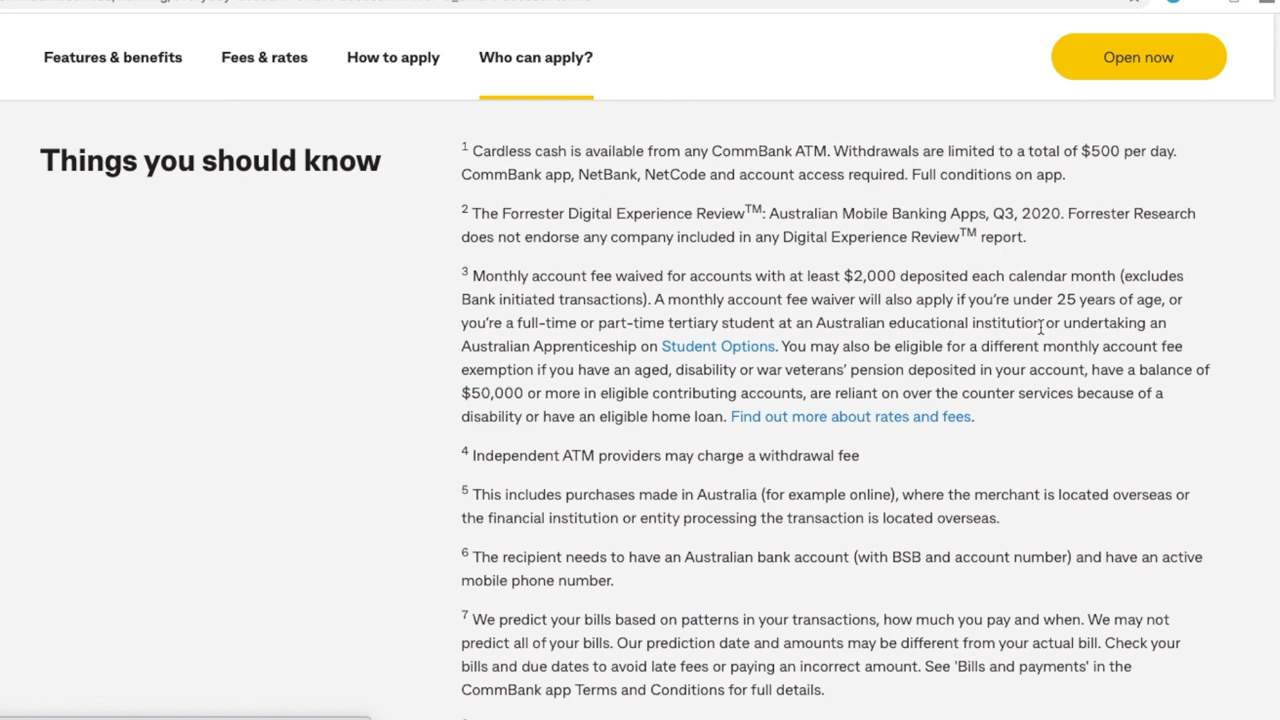 Features & benefits Fees & rates How to apply Who can apply? Open now
Things you should know
1 Cardless cash is available from any CommBank ATM. Withdrawals are limited to a total of $500 per day.
CommBank app, NetBank, NetCode and account access required. Full conditions on app.
2 The Forrester Digital Experience Review™: Australian Mobile Banking Apps, Q3, 2020. Forrester Research
does not endorse any company included in any Digital Experience Review™ report.
3 Monthly account fee waived for accounts with at least $2,000 deposited each calendar month (excludes
Bank initiated transactions). A monthly account fee waiver will also apply if you're under 25 years of age, or
you're a full-time or part-time tertiary student at an Australian educational institution or undertaking an
Australian Apprenticeship on Student Options. You may also be eligible for a different monthly account fee
exemption if you have an aged, disability or war veterans' pension deposited in your account, have a balance of
$50,000 or more in eligible contributing accounts, are reliant on over the counter services because of a
disability or have an eligible home loan. Find out more about rates and fees.
4 Independent ATM providers may charge a withdrawal fee
5 This includes purchases made in Australia (for example online), where the merchant is located overseas or
the financial institution or entity processing the transaction is located overseas.
6 The recipient needs to have an Australian bank account (with BSB and account number) and have an active
mobile phone number.
7 We predict your bills based on patterns in your transactions, how much you pay and when. We may not
predict all of your bills. Our prediction date and amounts may be different from your actual bill. Check your
bills and due dates to avoid late fees or paying an incorrect amount. See 'Bills and payments' in the
CommBank app Terms and Conditions for full details.